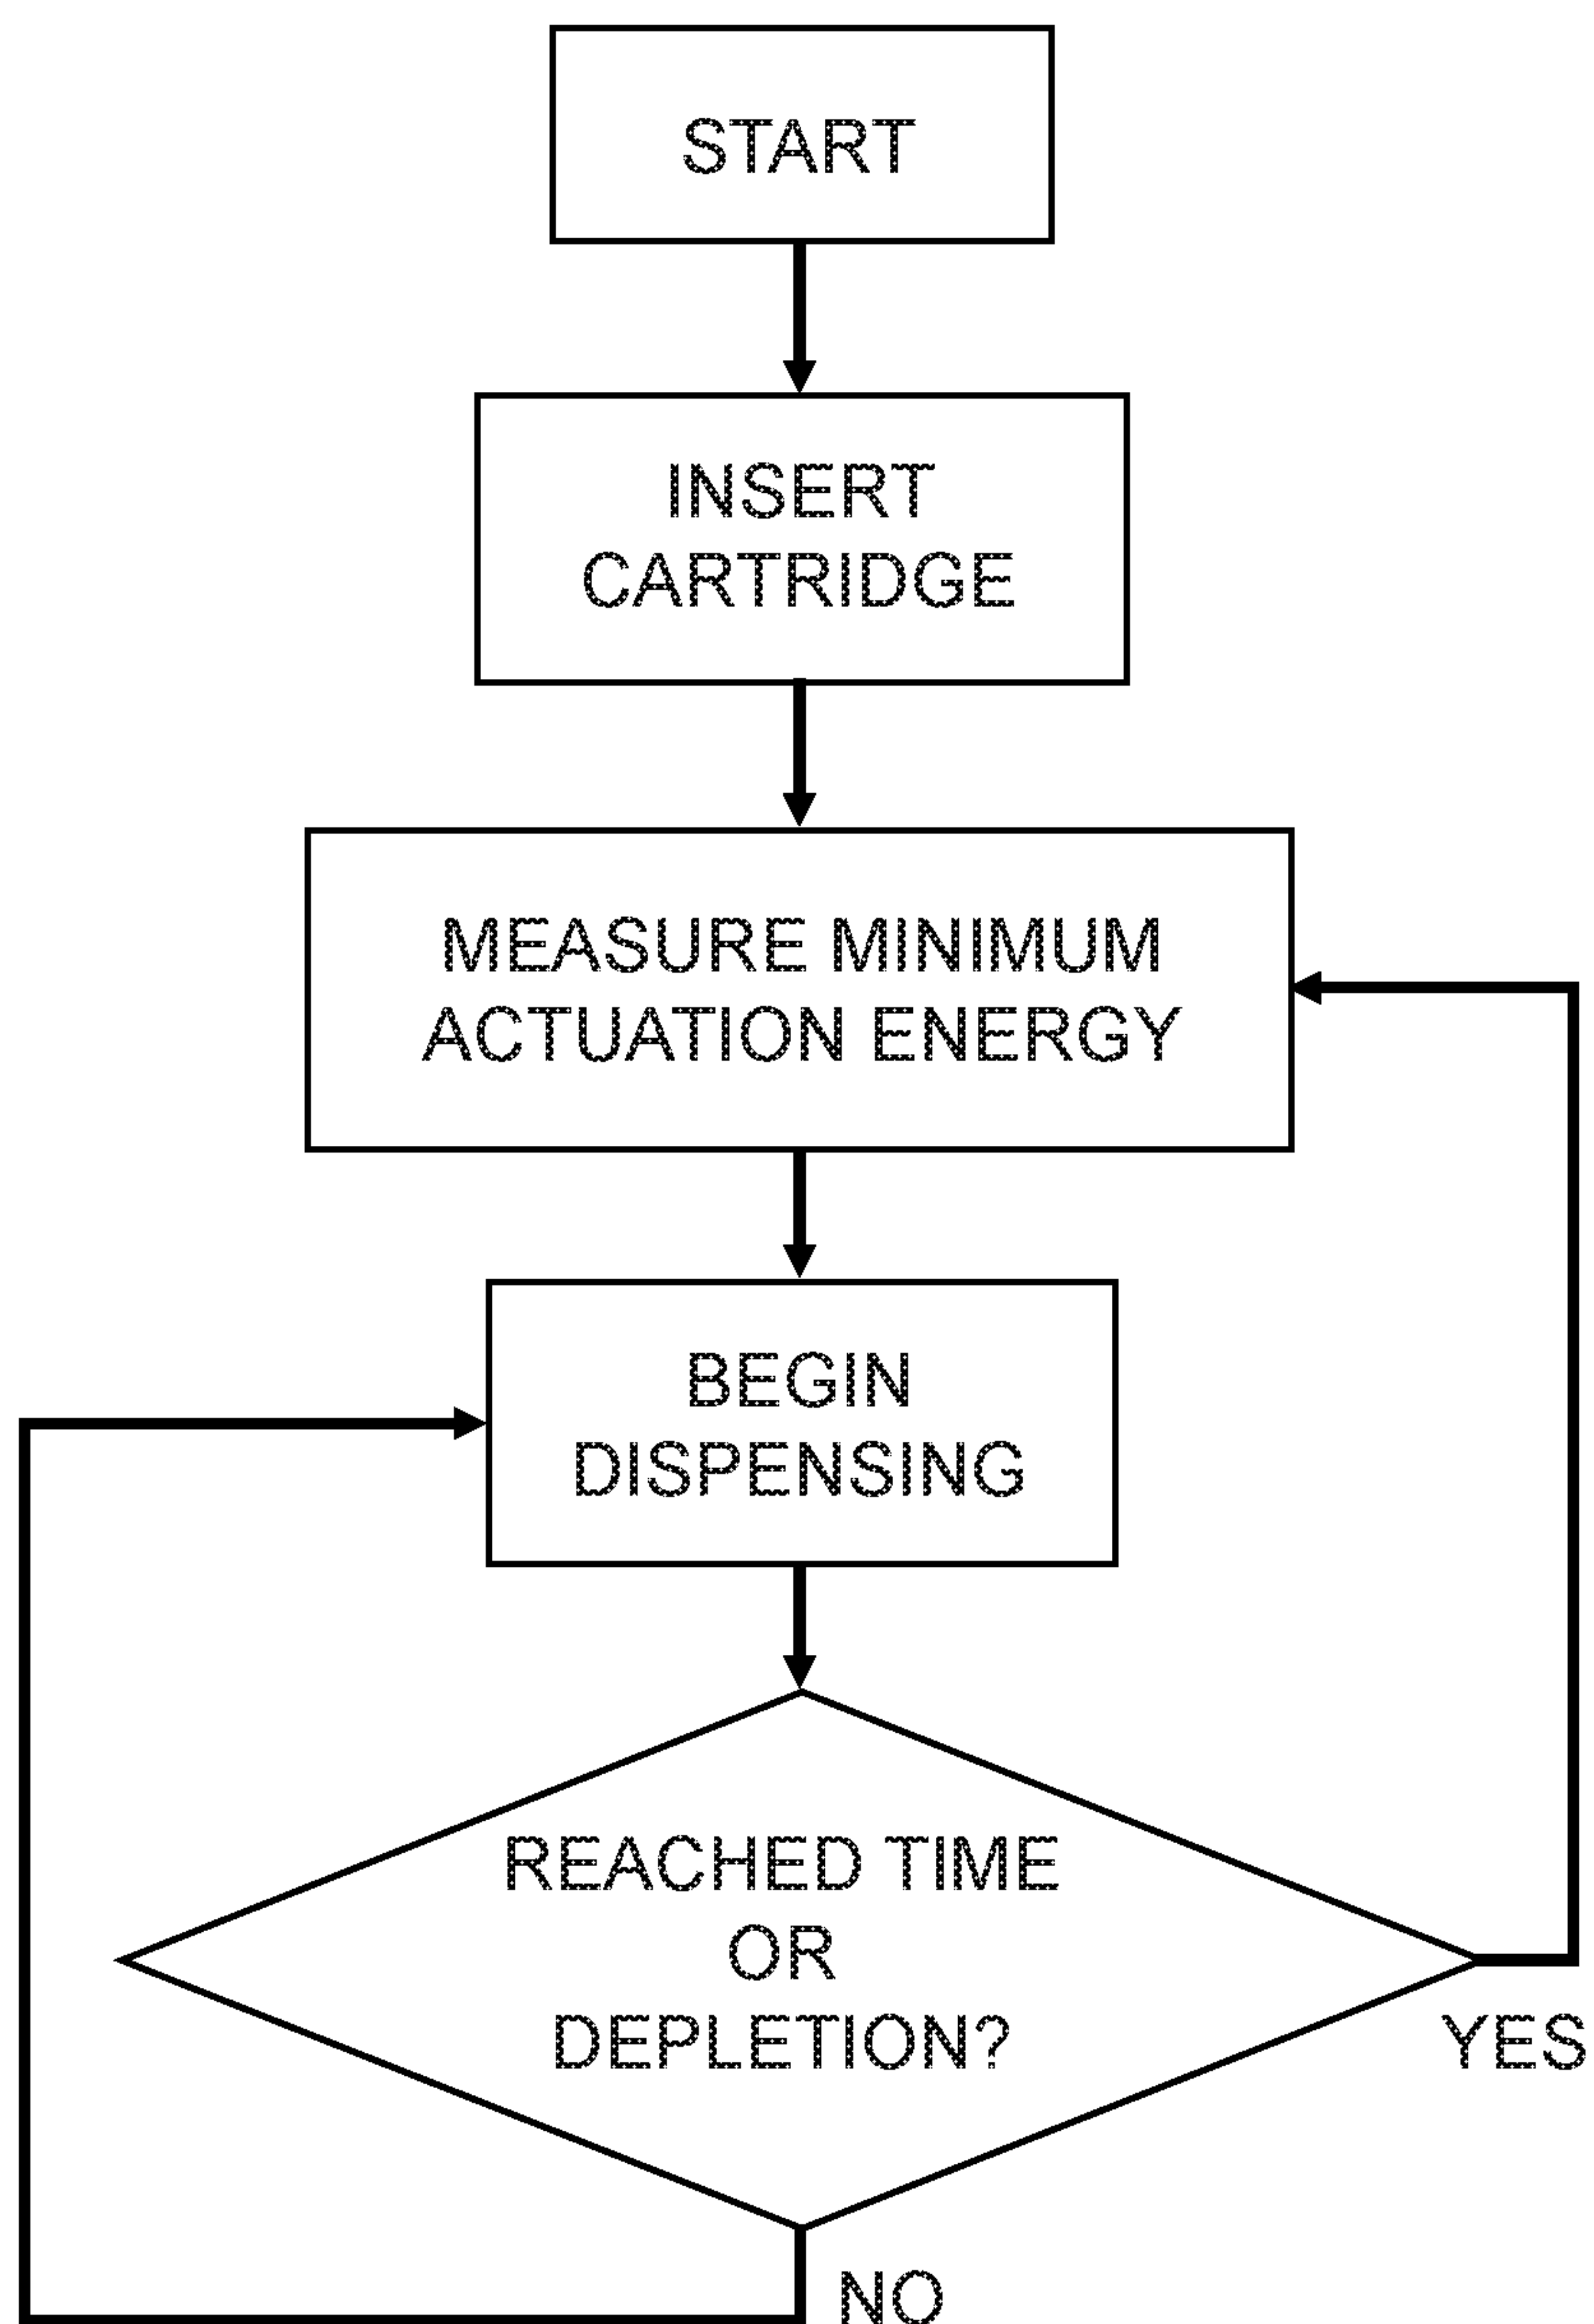 START
INSERT
CARTRIDGE
MEASURE MINIMUM
ACTUATION ENERGY
BEGIN
DISPENSING
REACHED TIME
OR
DEPLETION?
YES
NO